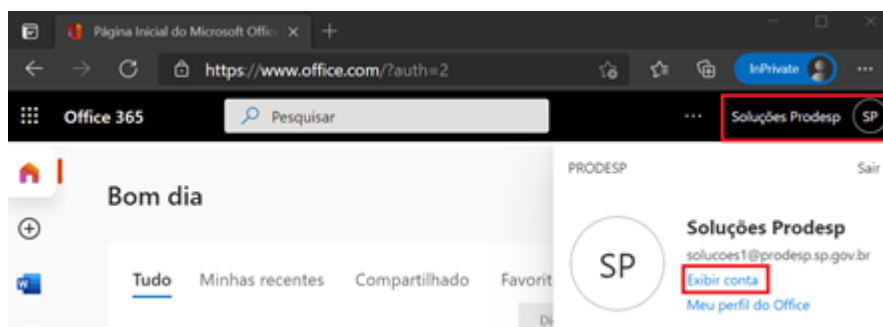 Página Inicial do Microsoft Offic
https://www.office.com/?auth=2
InPrivate
Office 365
Pesquisar
Soluções Prodesp
SP
PRODESP
Sair
Bom dia
SP
Soluções Prodesp
solucoes1@prodesp.sp.gov.br
Exibir conta
Meu perfil do Office
Tudo
Minhas recentes
Compartilhado
Favorit